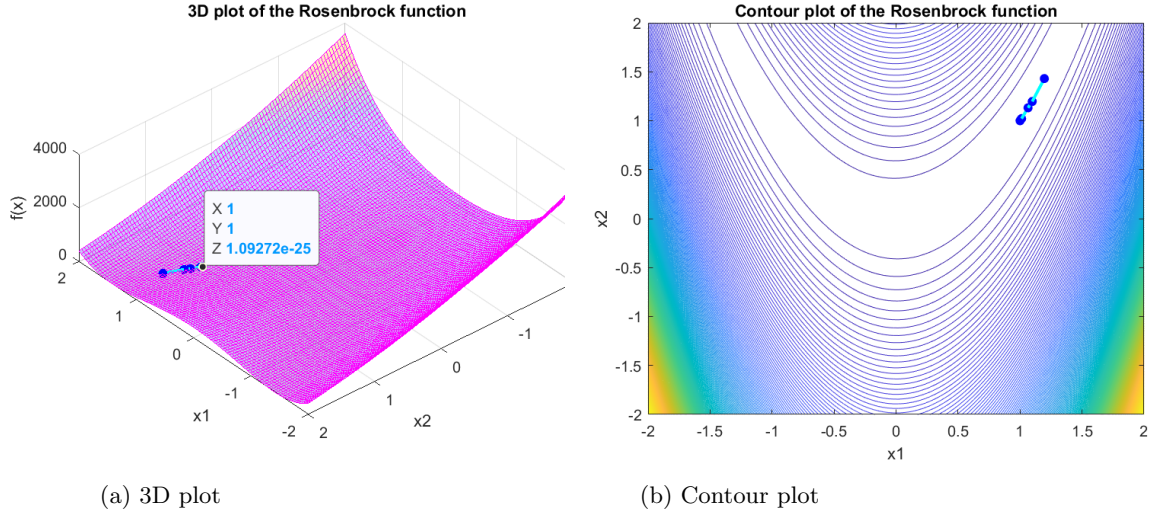 3D plot of the Rosenbrock function
4000
2000
0
f(x)
X 1
Y 1
Z 1.09272e-25
2
1
0
-1
-2
x1
2
1
0
-1
x2
(a) 3D plot
Contour plot of the Rosenbrock function
2
1.5
1
0.5
0
-0.5
-1
-1.5
-2
x2
-2
-1.5
-1
-0.5
0
0.5
1
1.5
2
x1
(b) Contour plot